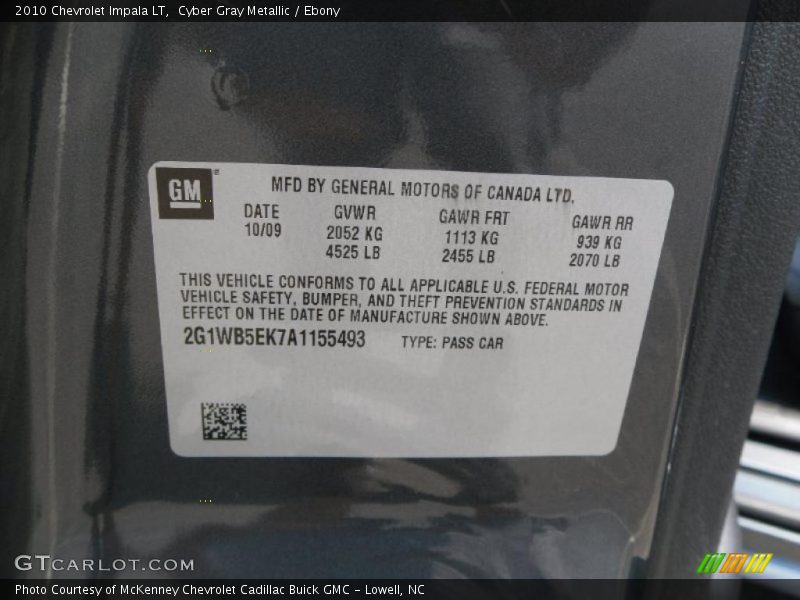 2010 Chevrolet Impala LT, Cyber Gray Metallic / Ebony
GM
MFD BY GENERAL MOTORS OF CANADA LTD.
DATE GVWR GAWR FRT GAWR RR
10/09 2052 KG 1113 KG 939 KG
4525 LB 2455 LB 2070 LB
THIS VEHICLE CONFORMS TO ALL APPLICABLE U.S. FEDERAL MOTOR
VEHICLE SAFETY, BUMPER, AND THEFT PREVENTION STANDARDS IN
EFFECT ON THE DATE OF MANUFACTURE SHOWN ABOVE.
2G1WB5EK7A1155493 TYPE: PASS CAR
GTCARLOT.COM
Photo Courtesy of McKenney Chevrolet Cadillac Buick GMC – Lowell, NC